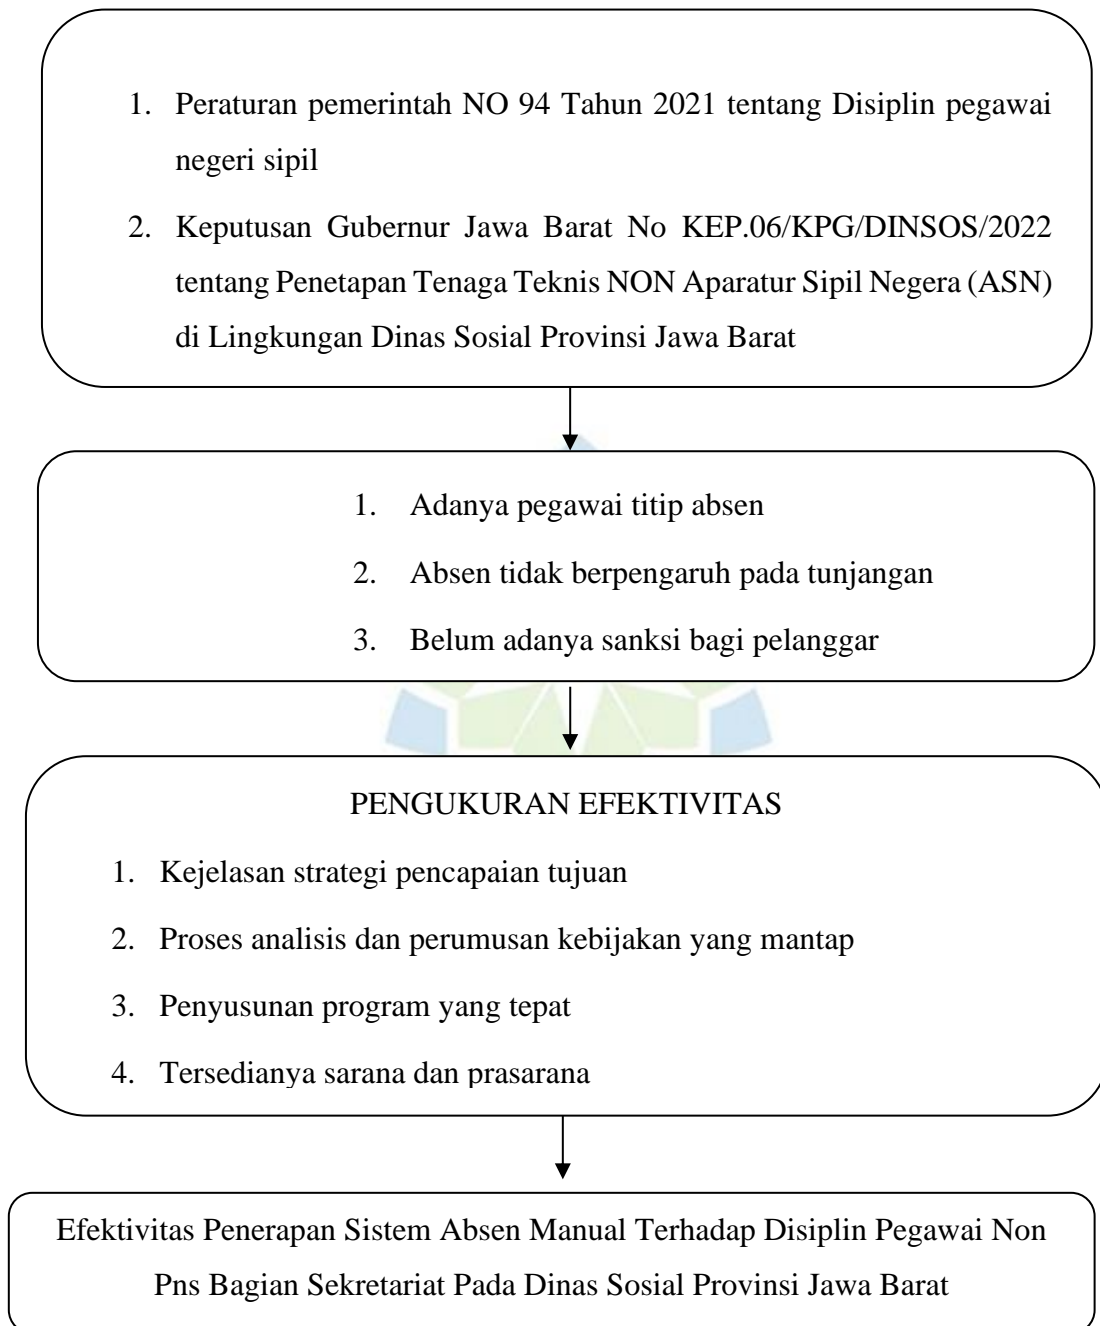 1. Peraturan pemerintah NO 94 Tahun 2021 tentang Disiplin pegawai
negeri sipil
2. Keputusan Gubernur Jawa Barat No KEP.06/KPG/DINSOS/2022
tentang Penetapan Tenaga Teknis NON Aparatur Sipil Negera (ASN)
di Lingkungan Dinas Sosial Provinsi Jawa Barat
1. Adanya pegawai titip absen
2. Absen tidak berpengaruh pada tunjangan
3. Belum adanya sanksi bagi pelanggar
PENGUKURAN EFEKTIVITAS
1. Kejelasan strategi pencapaian tujuan
2. Proses analisis dan perumusan kebijakan yang mantap
3. Penyusunan program yang tepat
4. Tersedianya sarana dan prasarana
Efektivitas Penerapan Sistem Absen Manual Terhadap Disiplin Pegawai Non
Pns Bagian Sekretariat Pada Dinas Sosial Provinsi Jawa Barat